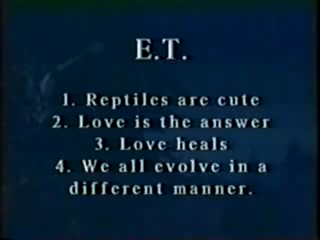 E.T.
1. Reptiles are cute
2. Love is the answer
3. Love heals
4. We all evolve in a
different manner.